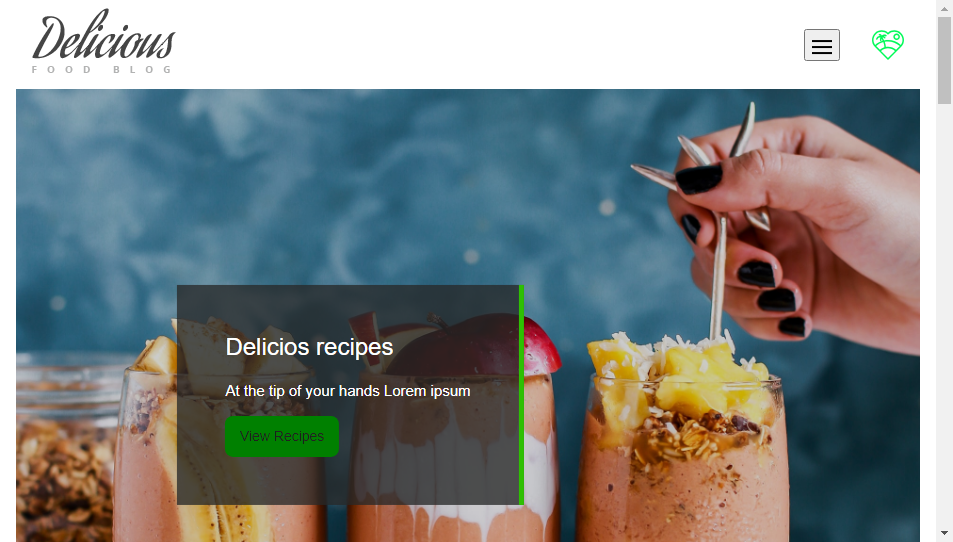 Delicious
FOOD BLOG
Delicios recipes
At the tip of your hands Lorem ipsum
View Recipes